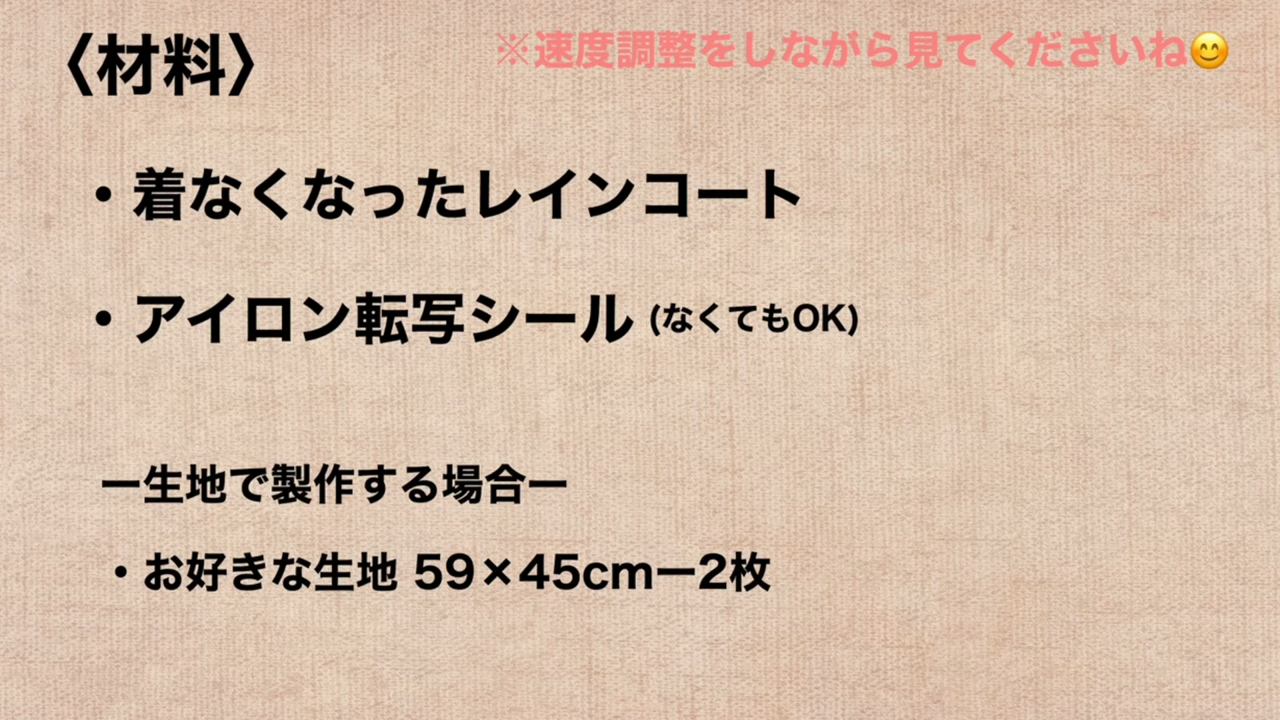 〈材料〉
※速度調整をしながら見てくださいね😊
・着なくなったレインコート
・アイロン転写シール (なくてもOK)
ー生地で製作する場合ー
・お好きな生地 59×45cmー2枚